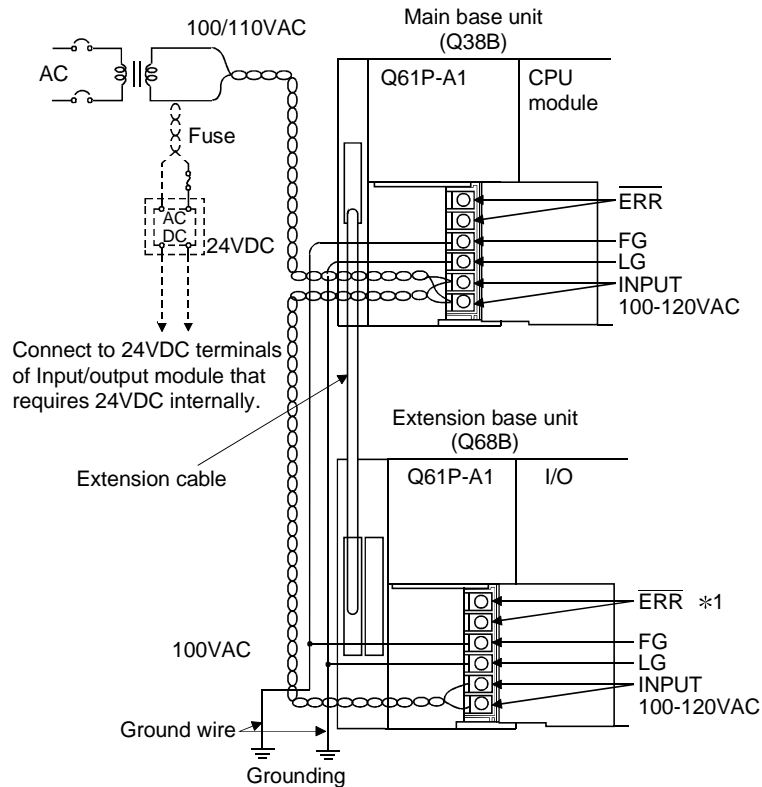 100/110VAC
Main base unit
(Q38B)
AC
Q61P-A1
CPU
module
Fuse
ERR
AC
DC
24VDC
FG
LG
INPUT
100-120VAC
Connect to 24VDC terminals
of Input/output module that
requires 24VDC internally.
Extension base unit
(Q68B)
Extension cable
Q61P-A1
I/O
ERR *1
100VAC
FG
LG
INPUT
100-120VAC
Ground wire
Grounding